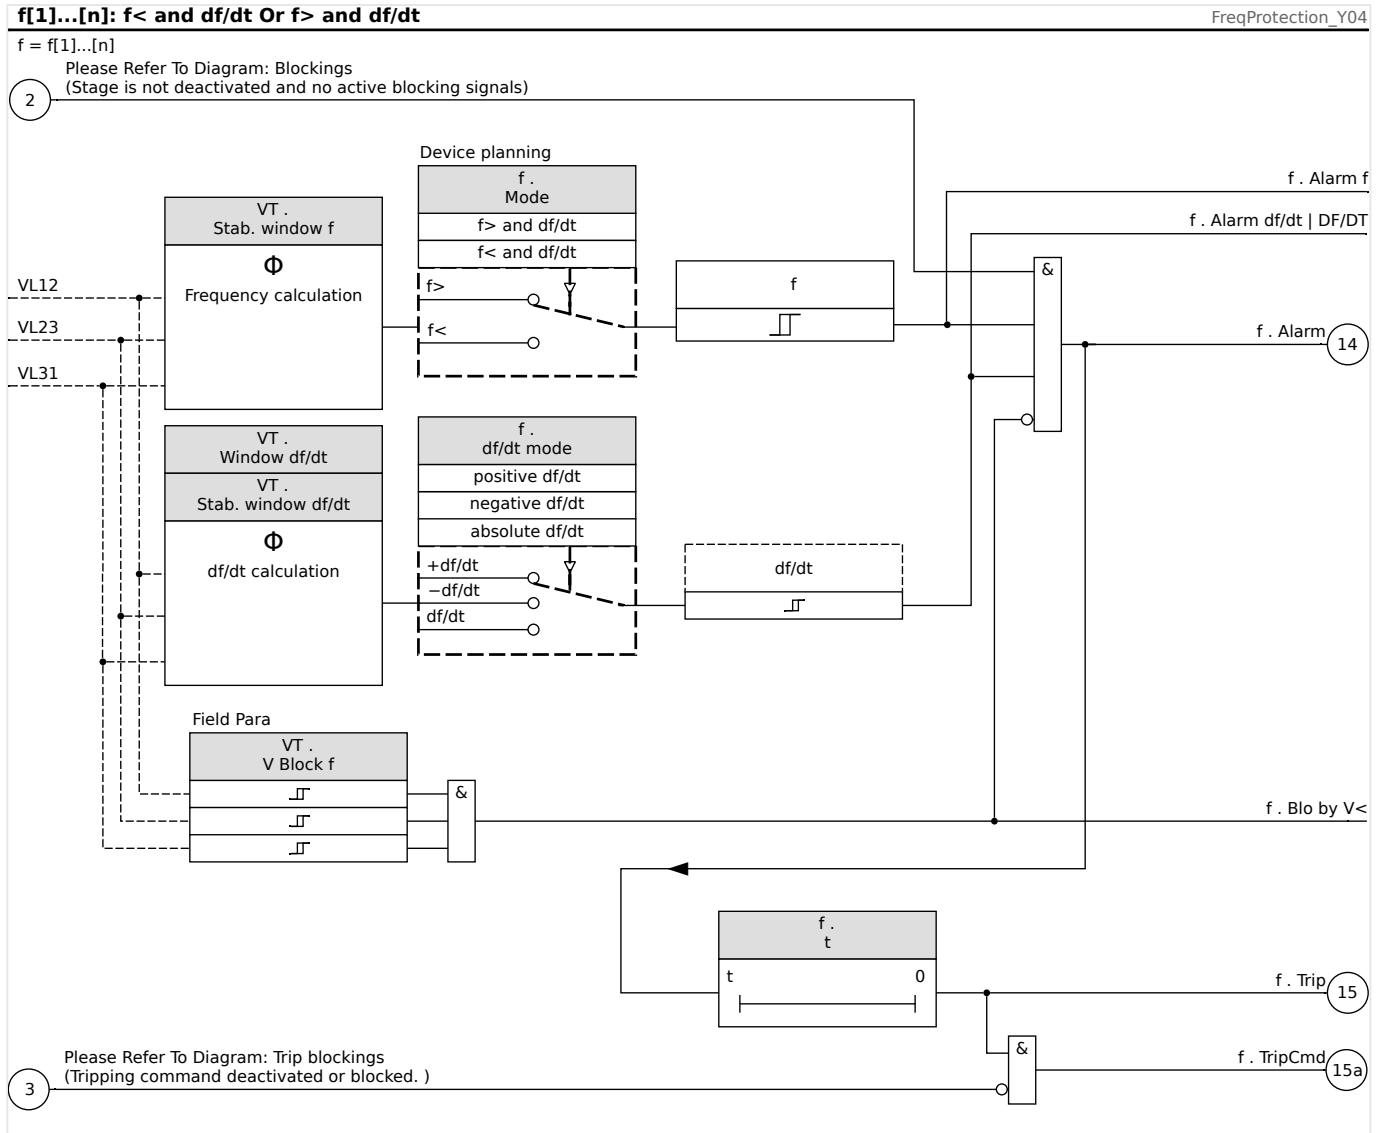 f[1]...[n]: f< and df/dt Or f> and df/dt
FreqProtection_Y04
f = f[1]...[n]
Please Refer To Diagram: Blockings
(Stage is not deactivated and no active blocking signals)
2
Device planning
f .
Mode
f> and df/dt
f< and df/dt
f>
f<
VT .
Stab. window f
Φ
Frequency calculation
VL12
VL23
VL31
f
f . Alarm f
f . Alarm df/dt | DF/DT
&
f . Alarm
14
VT .
Window df/dt
VT .
Stab. window df/dt
Φ
df/dt calculation
f .
df/dt mode
positive df/dt
negative df/dt
absolute df/dt
+df/dt
−df/dt
df/dt
df/dt
Field Para
VT .
V Block f
&
f . Blo by V<
f .
t
t
0
f . Trip
15
Please Refer To Diagram: Trip blockings
(Tripping command deactivated or blocked. )
3
&
f . TripCmd
15a